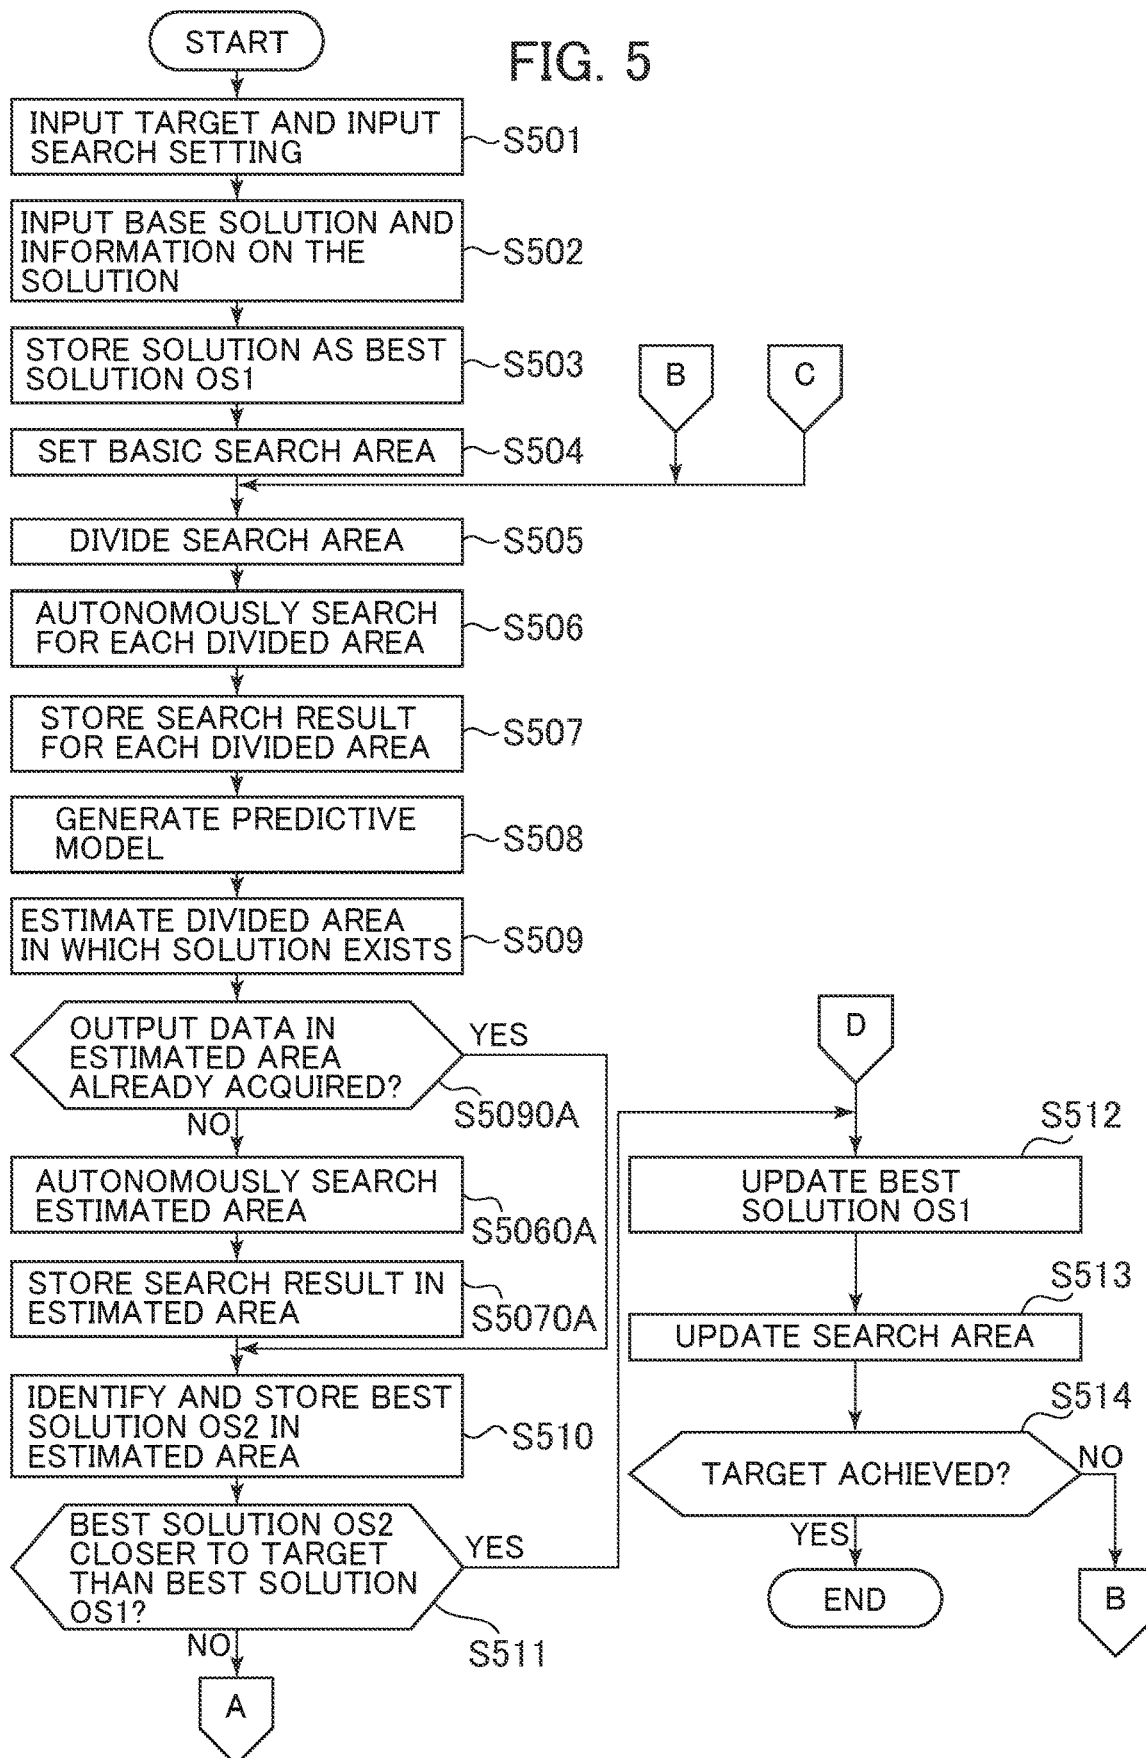 START
FIG. 5
INPUT TARGET AND INPUT
SEARCH SETTING
S501
INPUT BASE SOLUTION AND
INFORMATION ON THE
SOLUTION
S502
STORE SOLUTION AS BEST
SOLUTION OS1
S503
B
C
SET BASIC SEARCH AREA
S504
DIVIDE SEARCH AREA
S505
AUTONOMOUSLY SEARCH
FOR EACH DIVIDED AREA
S506
STORE SEARCH RESULT
FOR EACH DIVIDED AREA
S507
GENERATE PREDICTIVE
MODEL
S508
ESTIMATE DIVIDED AREA
IN WHICH SOLUTION EXISTS
S509
OUTPUT DATA IN
ESTIMATED AREA
ALREADY ACQUIRED?
YES
S5090A
NO
AUTONOMOUSLY SEARCH
ESTIMATED AREA
S5060A
STORE SEARCH RESULT IN
ESTIMATED AREA
S5070A
IDENTIFY AND STORE BEST
SOLUTION OS2 IN
ESTIMATED AREA
S510
BEST SOLUTION OS2
CLOSER TO TARGET
THAN BEST SOLUTION
OS1?
YES
S511
NO
A
D
S512
UPDATE BEST
SOLUTION OS1
S513
UPDATE SEARCH AREA
S514
TARGET ACHIEVED?
NO
YES
END
B